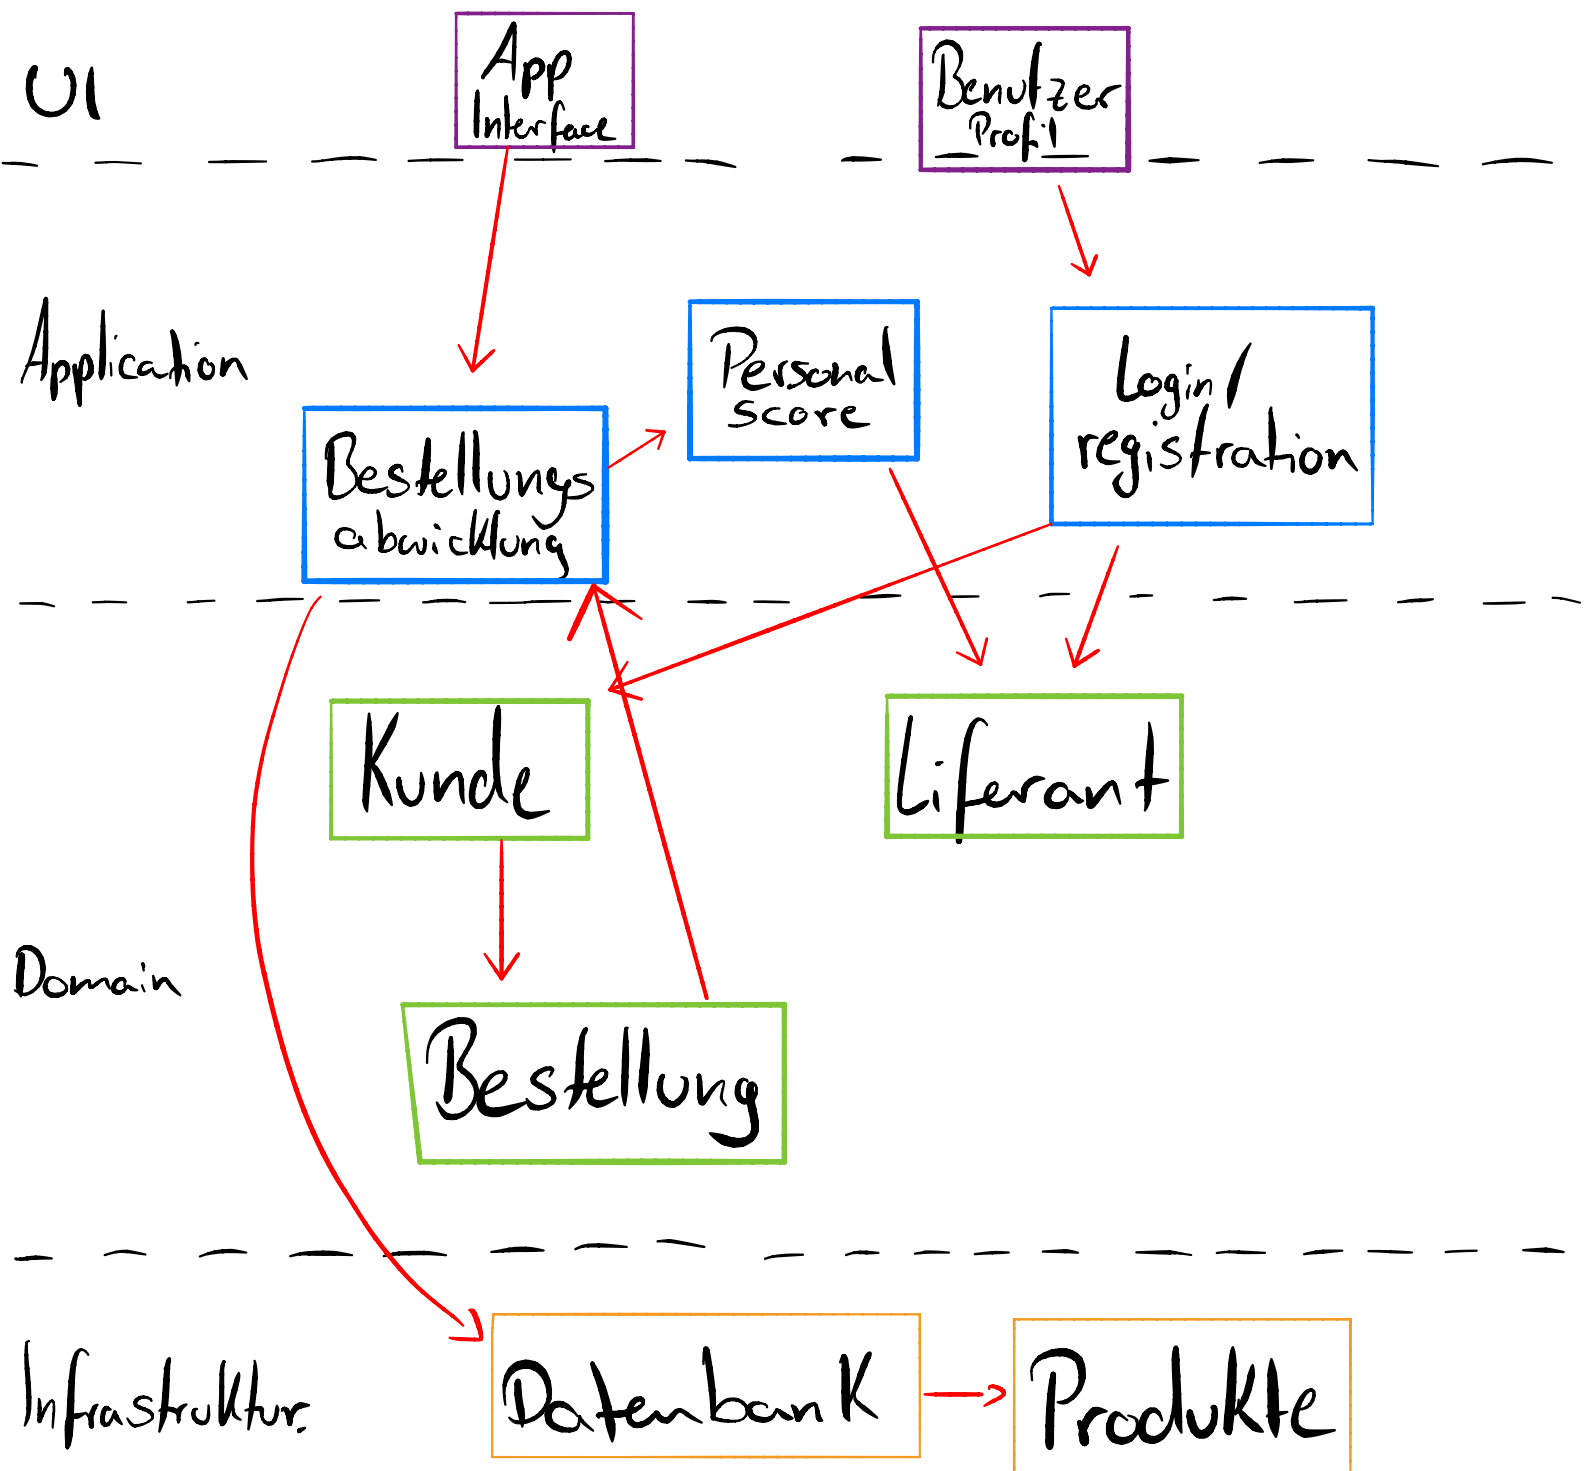 UI
App
Interface
Benutzer
Profil
Application
Personal
score
Login/
registration
Bestellungs
abwicklung
Kunde
Liferant
Domain
Bestellung
Infrastruktur.
Datenbank
Produkte